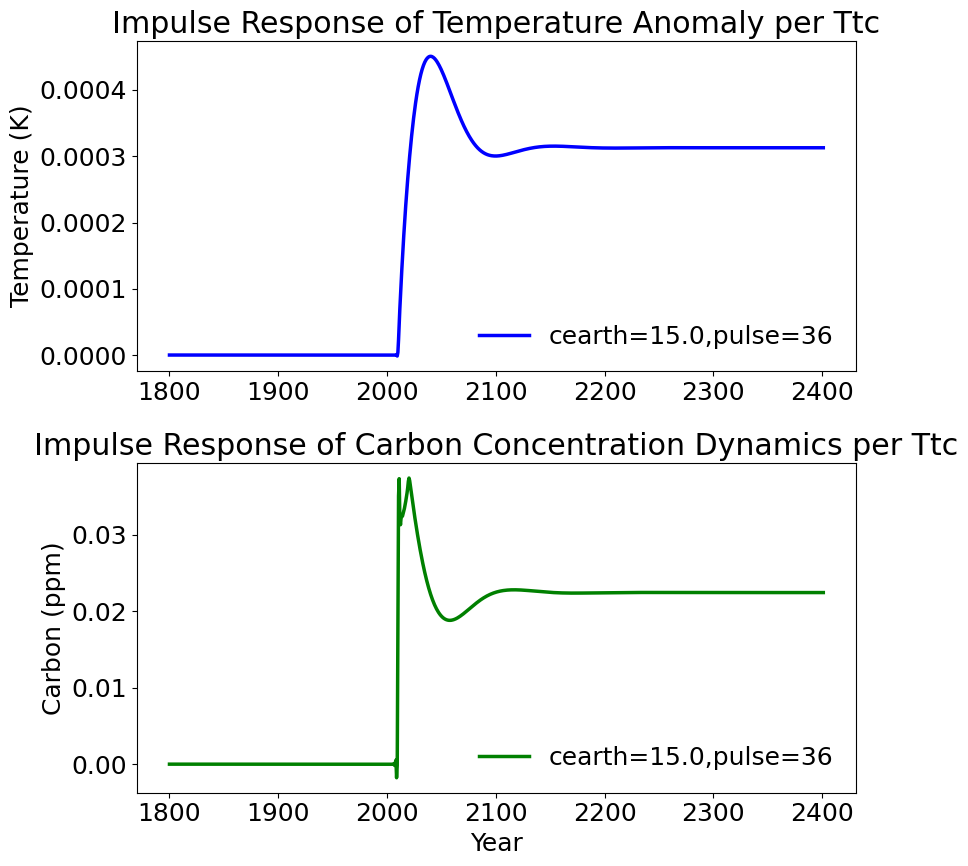 Impulse Response of Temperature Anomaly per Ttc
Temperature (K)
0.0004
0.0003
0.0002
0.0001
0.0000
cearth=15.0,pulse=36
1800 1900 2000 2100 2200 2300 2400
Impulse Response of Carbon Concentration Dynamics per Ttc
Carbon (ppm)
0.03
0.02
0.01
0.00
cearth=15.0,pulse=36
1800 1900 2000 2100 2200 2300 2400
Year